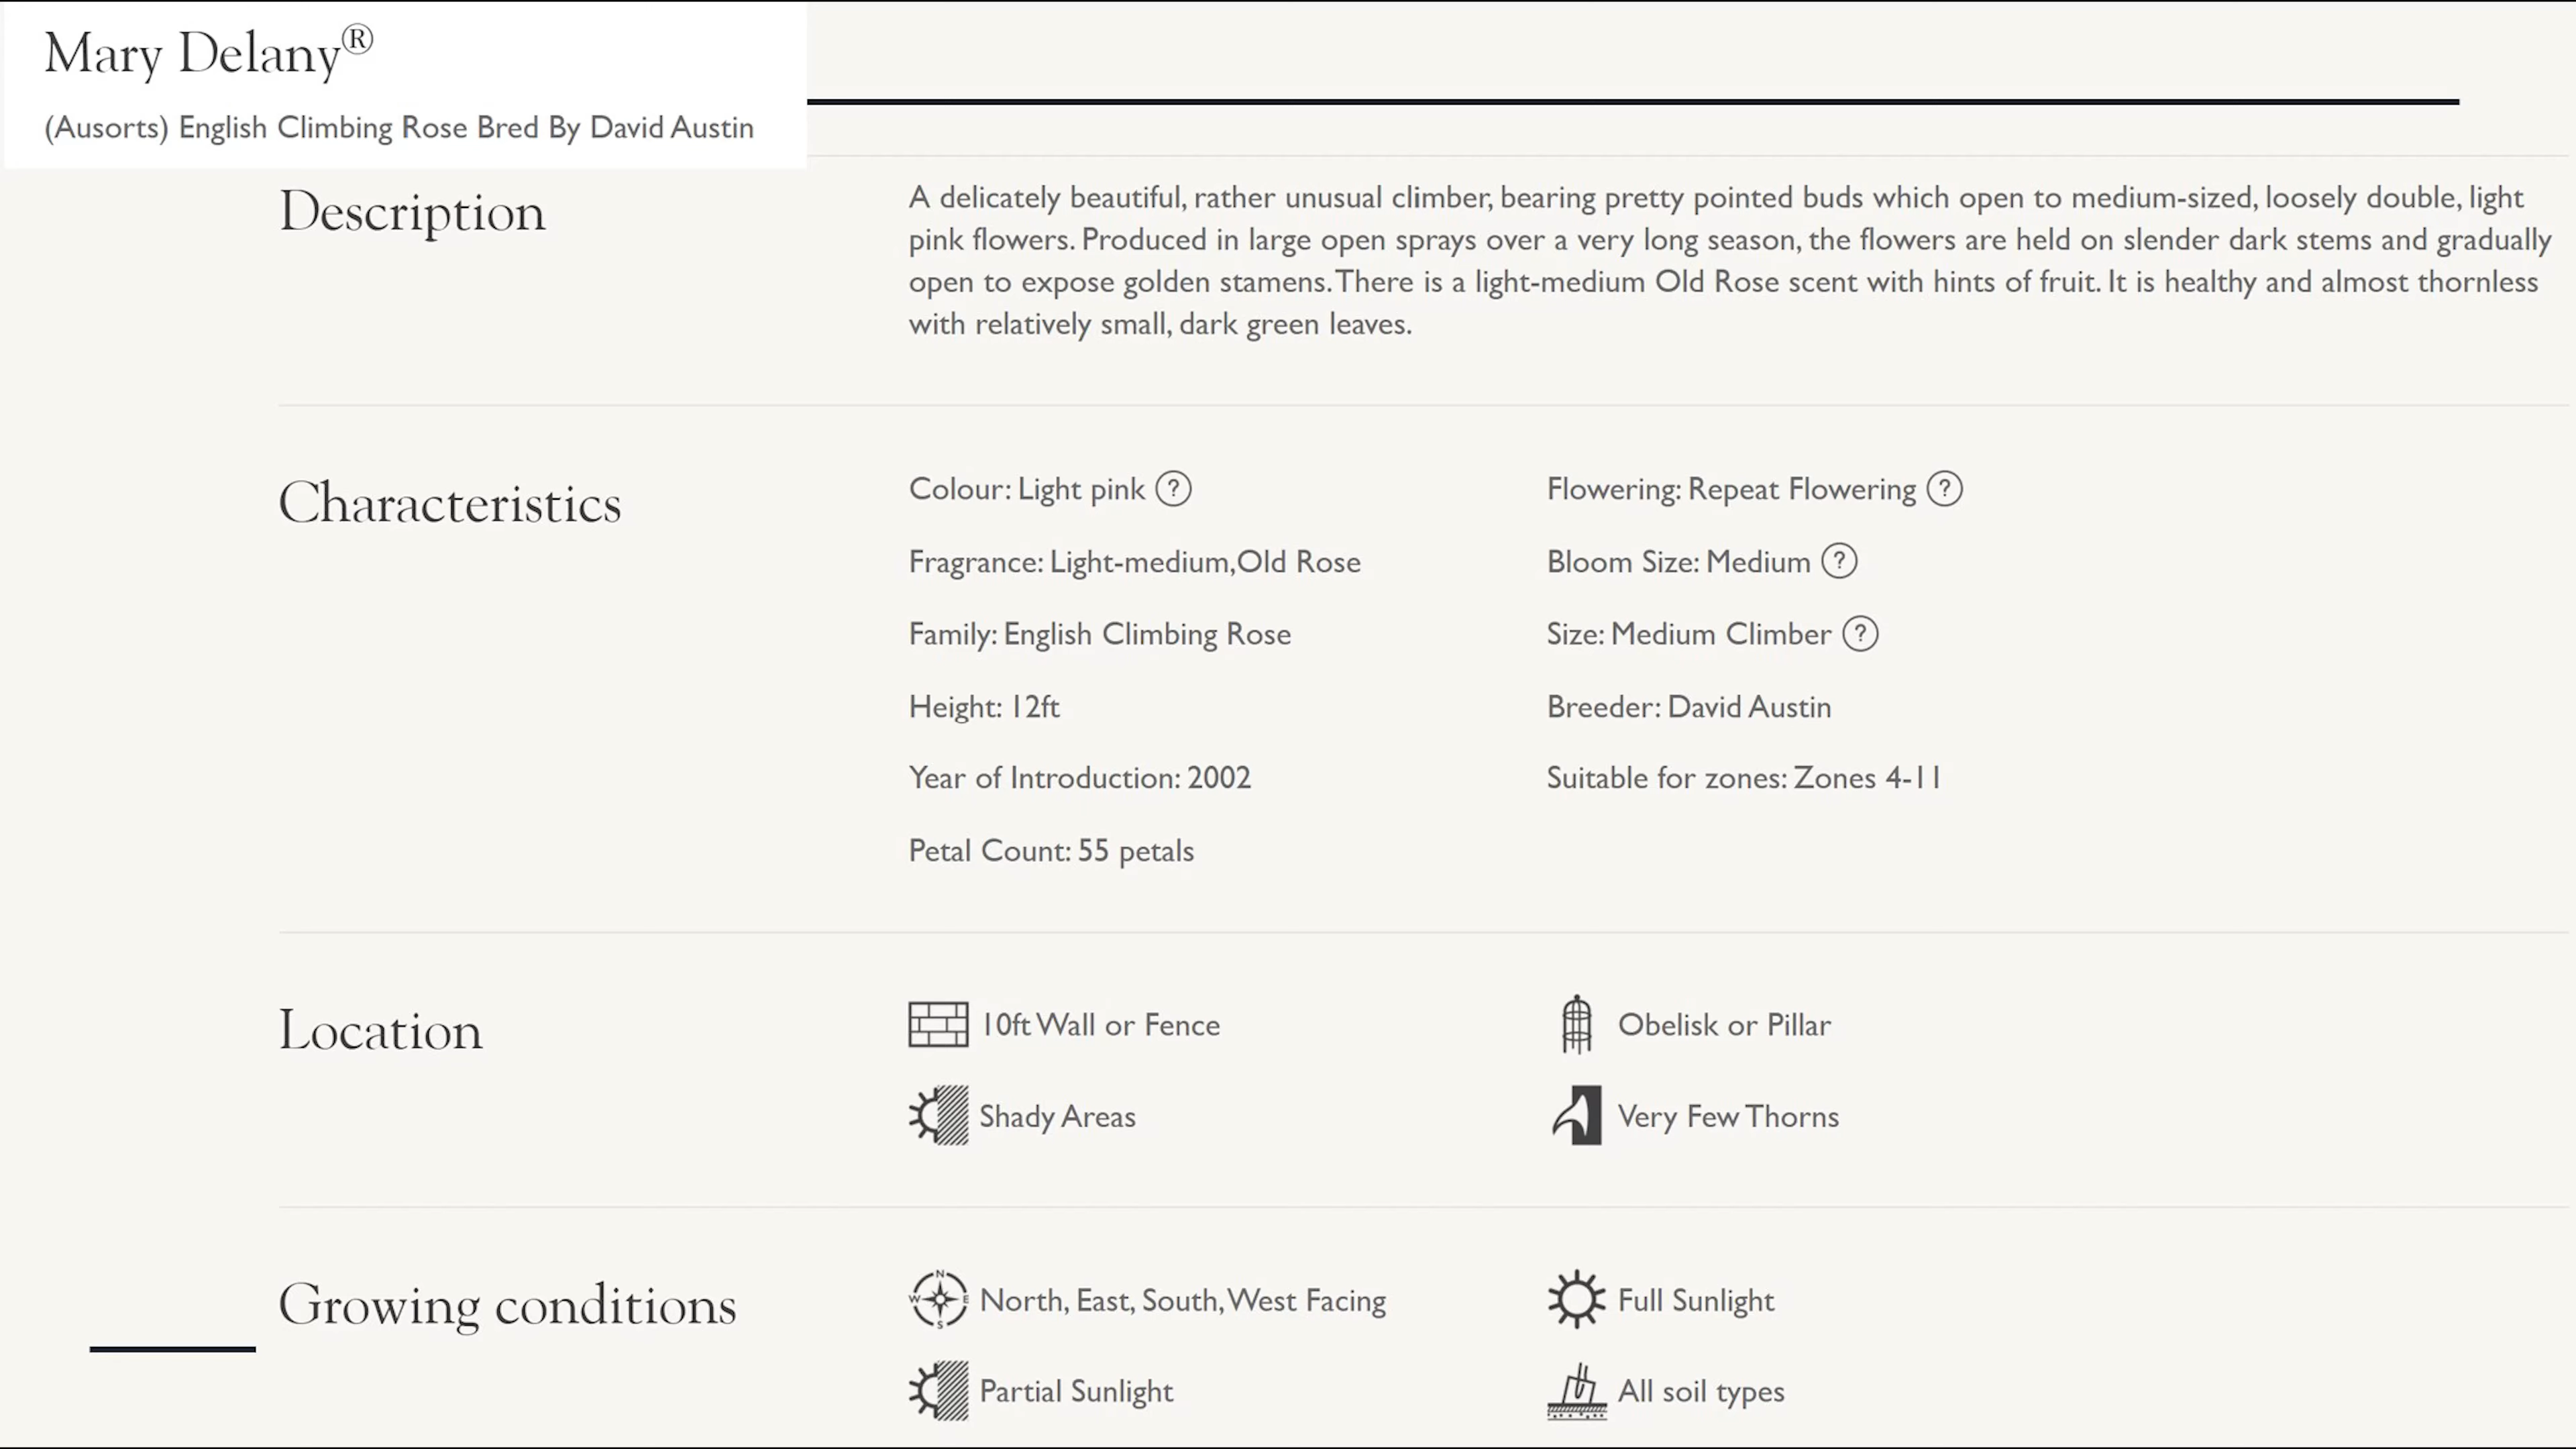 Mary Delany®
(Ausorts) English Climbing Rose Bred By David Austin
Description
A delicately beautiful, rather unusual climber, bearing pretty pointed buds which open to medium-sized, loosely double, light
pink flowers. Produced in large open sprays over a very long season, the flowers are held on slender dark stems and gradually
open to expose golden stamens. There is a light-medium Old Rose scent with hints of fruit. It is healthy and almost thornless
with relatively small, dark green leaves.
Characteristics
Colour: Light pink ?
Flowering: Repeat Flowering ?
Fragrance: Light-medium,Old Rose
Bloom Size: Medium ?
Family: English Climbing Rose
Size: Medium Climber ?
Height: 12ft
Breeder: David Austin
Year of Introduction: 2002
Suitable for zones: Zones 4-11
Petal Count: 55 petals
Location
10ft Wall or Fence
Obelisk or Pillar
Shady Areas
Very Few Thorns
Growing conditions
N
W E
S
North, East, South, West Facing
Full Sunlight
Partial Sunlight
All soil types